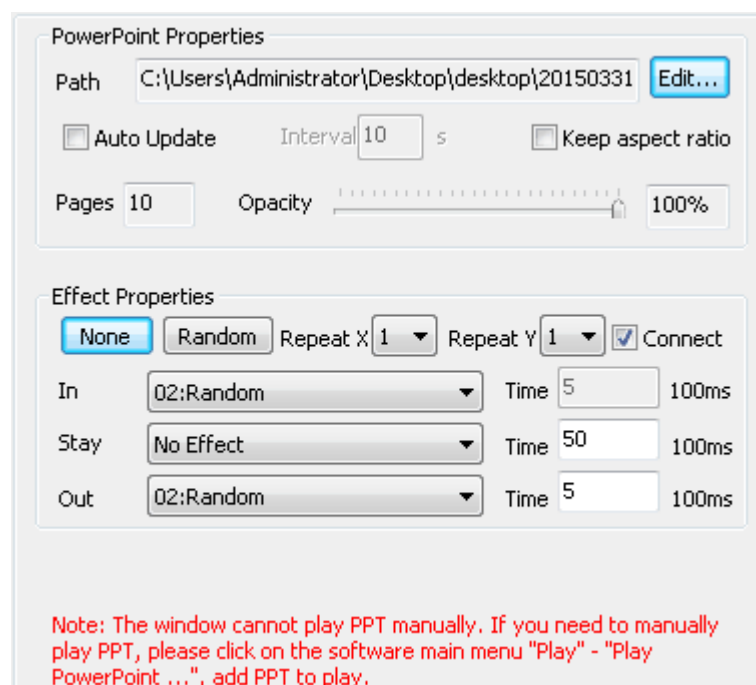 PowerPoint Properties
Path C:\Users\Administrator\Desktop\desktop\20150331 Edit...
Auto Update Interval 10 s Keep aspect ratio
Pages 10 Opacity 100%
Effect Properties
None Random Repeat X 1 Repeat Y 1 Connect
In 02:Random Time 5 100ms
Stay No Effect Time 50 100ms
Out 02:Random Time 5 100ms
Note: The window cannot play PPT manually. If you need to manually
play PPT, please click on the software main menu "Play" - "Play
PowerPoint ...", add PPT to play.